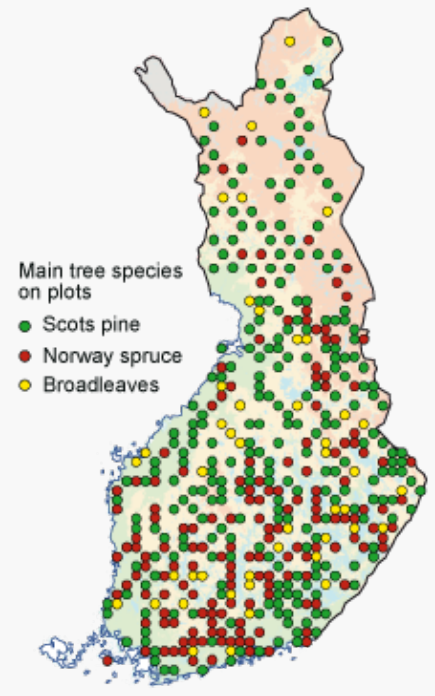 Main tree species
on plots
Scots pine
Norway spruce
Broadleaves